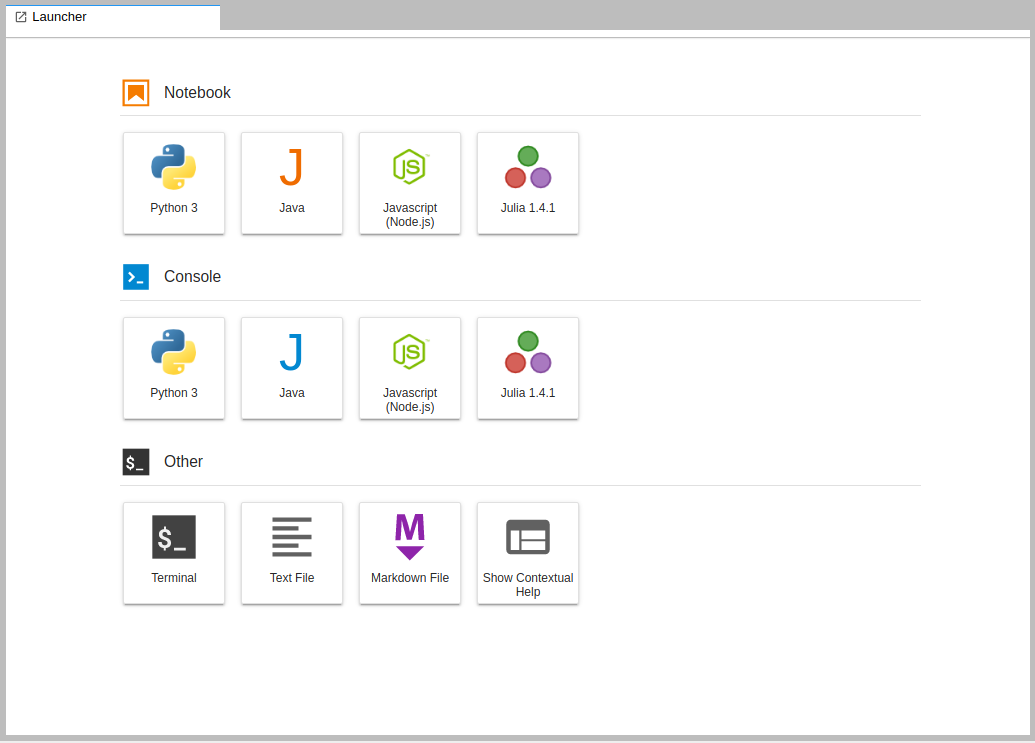 Launcher
Notebook
Python 3
Java
JS
Javascript
(Node.js)
Julia 1.4.1
Console
Python 3
Java
JS
Javascript
(Node.js)
Julia 1.4.1
$_
Other
$_
Terminal
Text File
M
Markdown File
Show Contextual
Help